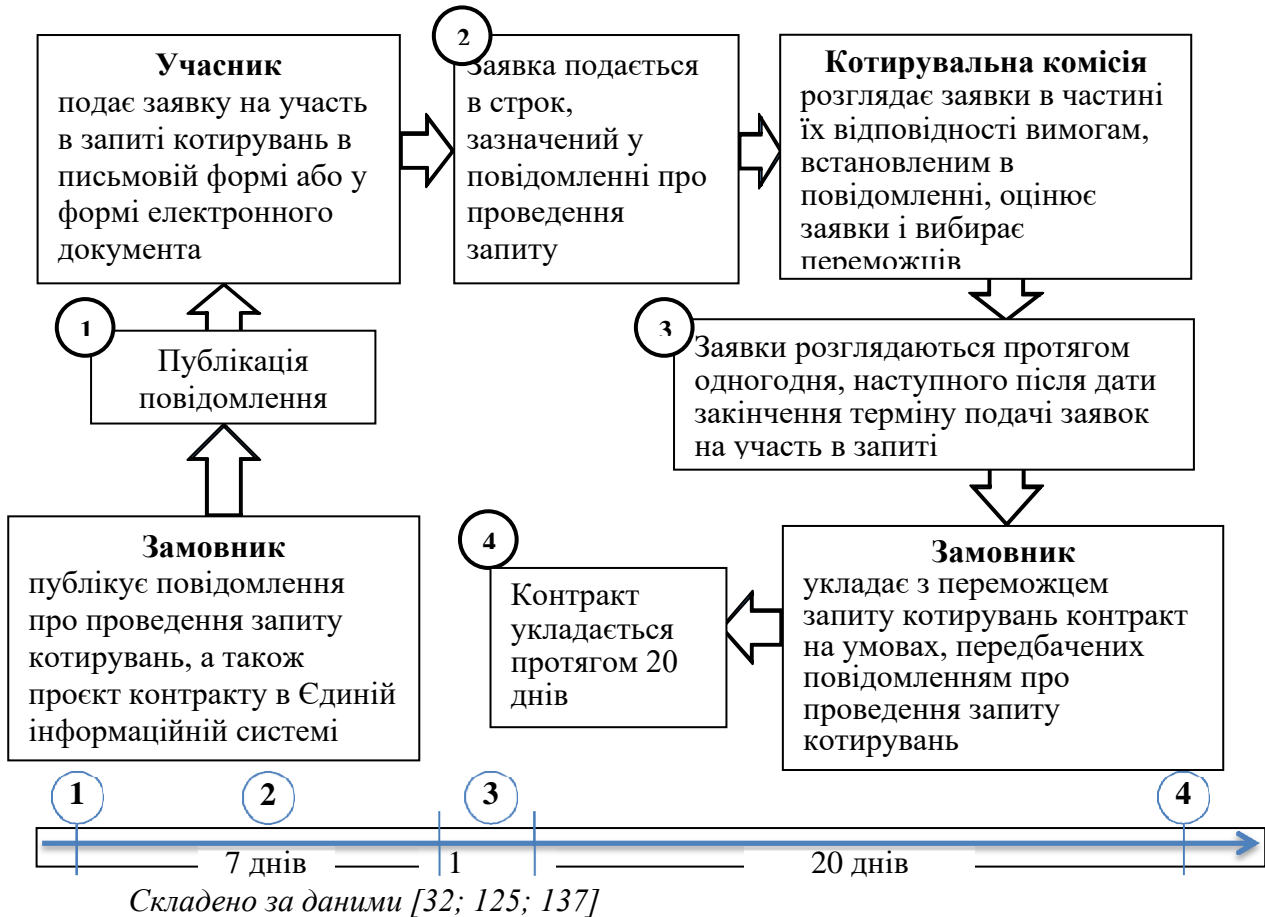 Учасник
подає заявку на участь
в запиті котирувань в
письмовій формі або у
формі електронного
документа
2
Заявка подається
в строк,
зазначений у
повідомленні про
проведення
запиту
Котирувальна комісія
розглядає заявки в частині
їх відповідності вимогам,
встановленим в
повідомленні, оцінює
заявки і вибирає
переможців
1
Публікація
повідомлення
3
Заявки розглядаються протягом
одногодня, наступного після дати
закінчення терміну подачі заявок
на участь в запиті
Замовник
публікує повідомлення
про проведення запиту
котирувань, а також
проєкт контракту в Єдиній
інформаційній системі
4
Контракт
укладається
протягом 20
днів
Замовник
укладає з переможцем
запиту котирувань контракт
на умовах, передбачених
повідомленням про
проведення запиту
котирувань
1 2 3 4
7 днів 1 20 днів
Складено за даними [32; 125; 137]